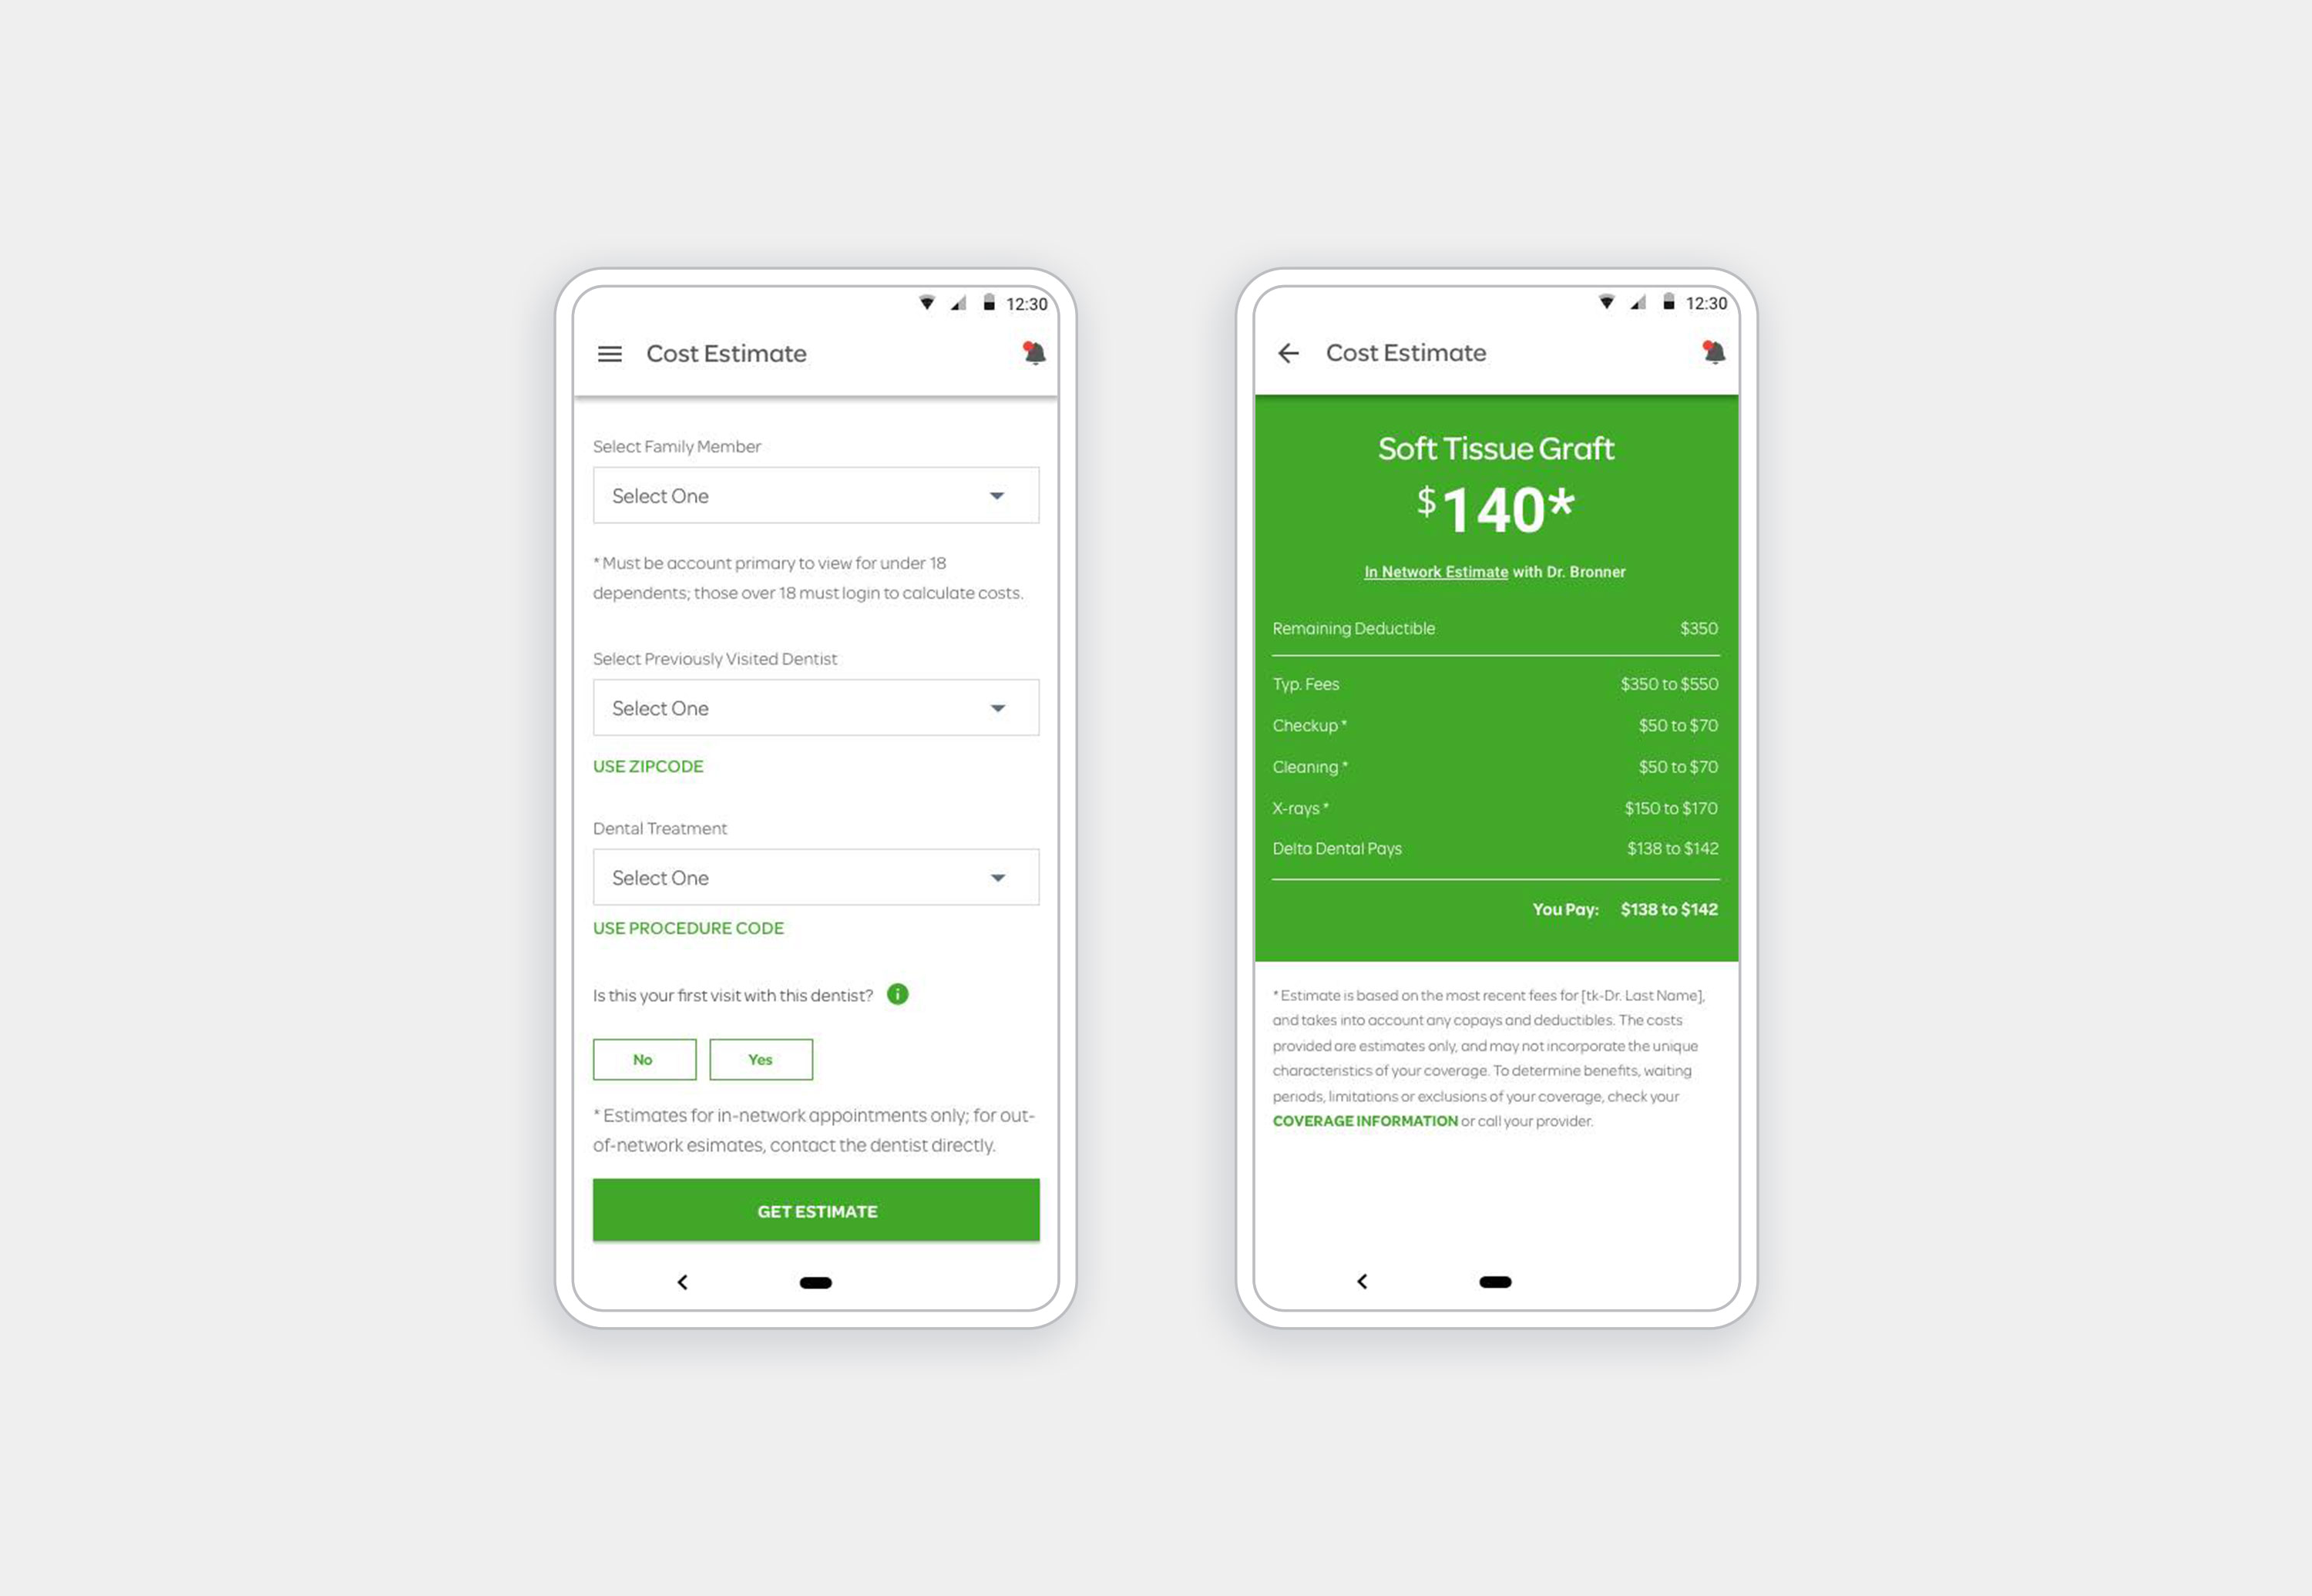 12:30
Cost Estimate
Select Family Member
Select One
* Must be account primary to view for under 18
dependents; those over 18 must login to calculate costs.
Select Previously Visited Dentist
Select One
USE ZIPCODE
Dental Treatment
Select One
USE PROCEDURE CODE
Is this your first visit with this dentist? i
No Yes
* Estimates for in-network appointments only; for out-
of-network esimates, contact the dentist directly.
GET ESTIMATE
12:30
Cost Estimate
Soft Tissue Graft
$140*
In Network Estimate with Dr. Bronner
Remaining Deductible $350
Typ. Fees $350 to $550
Checkup * $50 to $70
Cleaning * $50 to $70
X-rays * $150 to $170
Delta Dental Pays $138 to $142
You Pay: $138 to $142
* Estimate is based on the most recent fees for [tk-Dr. Last Name],
and takes into account any copays and deductibles. The costs
provided are estimates only, and may not incorporate the unique
characteristics of your coverage. To determine benefits, waiting
periods, limitations or exclusions of your coverage, check your
COVERAGE INFORMATION or call your provider.